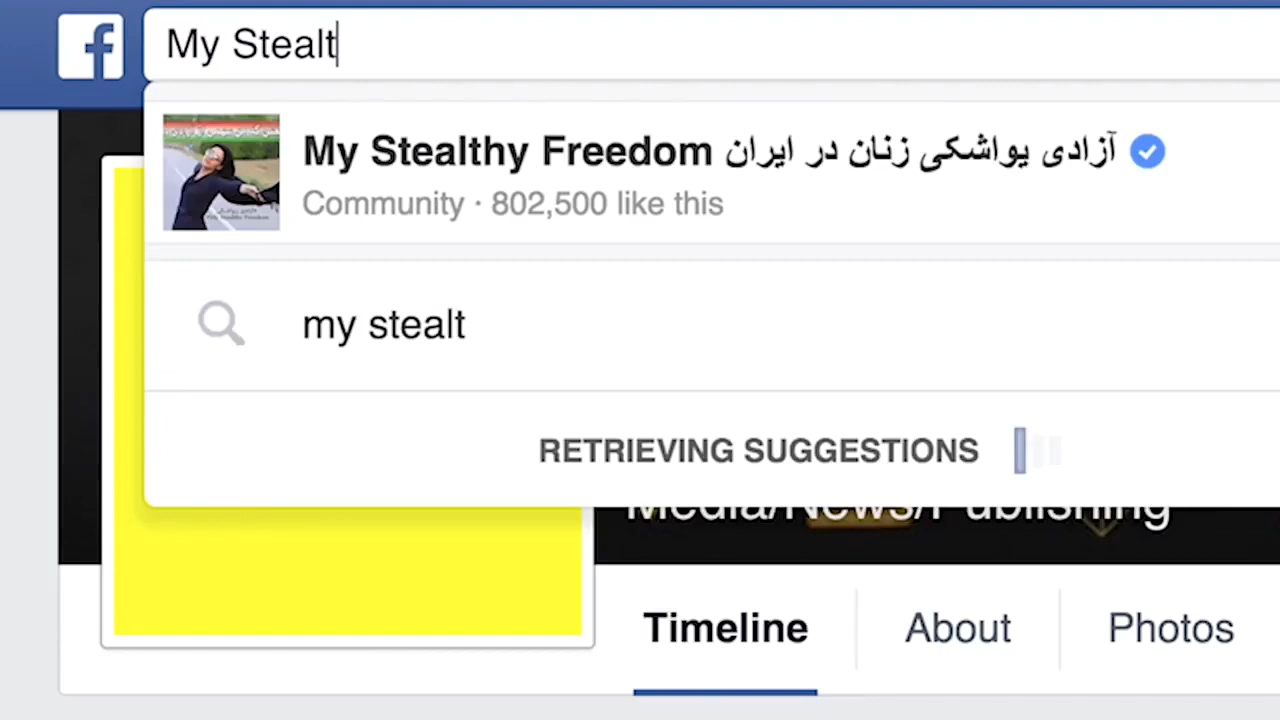 My Stealt
My Stealthy Freedom آزادی یواشکی زنان در ایران
Community · 802,500 like this
my stealt
RETRIEVING SUGGESTIONS
Media/News/Publishing
Timeline About Photos